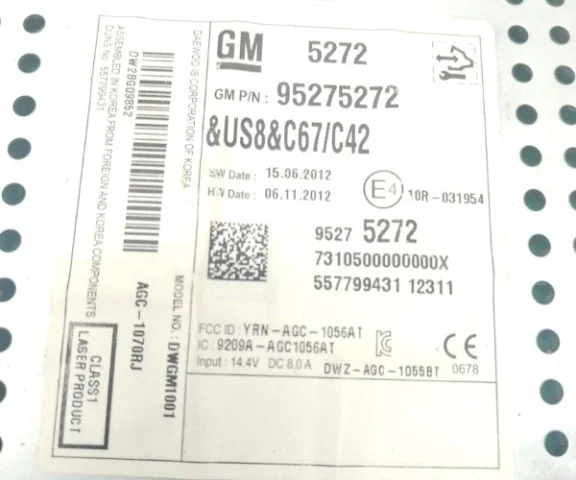 GM 5272
GM P/N : 95275272
&US8&C67/C42
SW Date : 15.06.2012
HW Date : 06.11.2012
E4 10R-031954
9527 5272
7310500000000X
557799431 12311
FCC ID : YRN-AGC-1056AT
IC : 9209A-AGC1056AT
Input : 14.4V DC 8.0 A
DWZ-AGC-1055BT
CE
0678
DAEWOO IS CORPORATION OF KOREA
MODEL NO. : DWGM1001
AGC-1070RJ
DW2BG09852
ASSEMBLED IN KOREA FROM FOREIGN AND KOREA COMPONENTS
DUNS No : 557799431
CLASS1
LASER PRODUCT